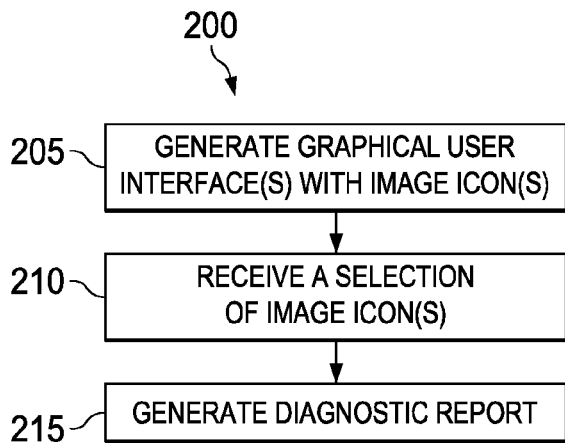 200
205
GENERATE GRAPHICAL USER
INTERFACE(S) WITH IMAGE ICON(S)
210
RECEIVE A SELECTION
OF IMAGE ICON(S)
215
GENERATE DIAGNOSTIC REPORT